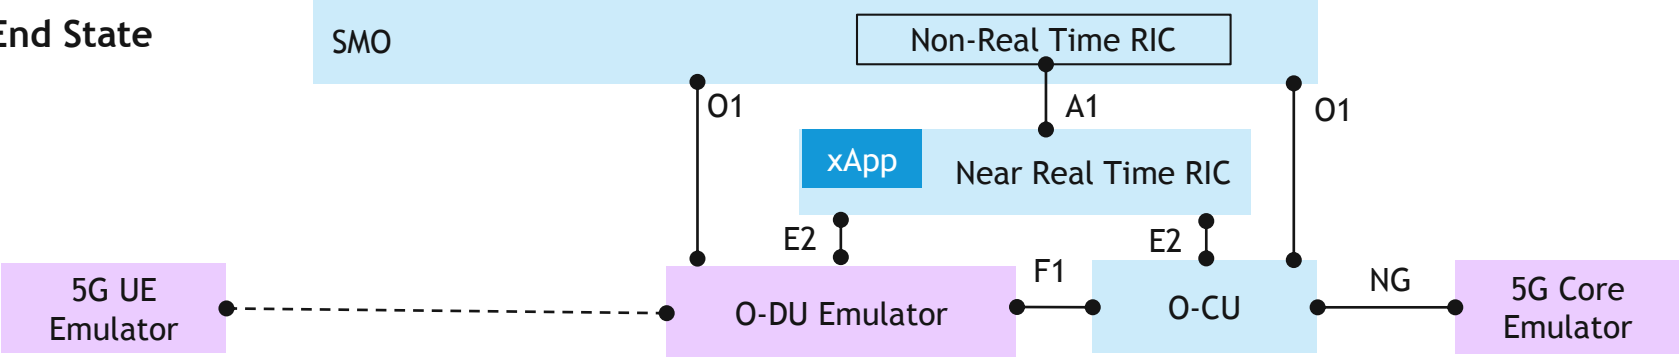 End State
SMO
Non-Real Time RIC
O1
A1
O1
xApp
Near Real Time RIC
E2
E2
5G UE
Emulator
O-DU Emulator
F1
O-CU
NG
5G Core
Emulator